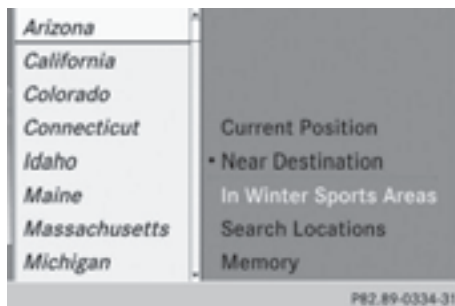 Arizona
California
Colorado
Connecticut
Idaho
Maine
Massachusetts
Michigan
Current Position
• Near Destination
In Winter Sports Areas
Search Locations
Memory
P82.89-0334-31